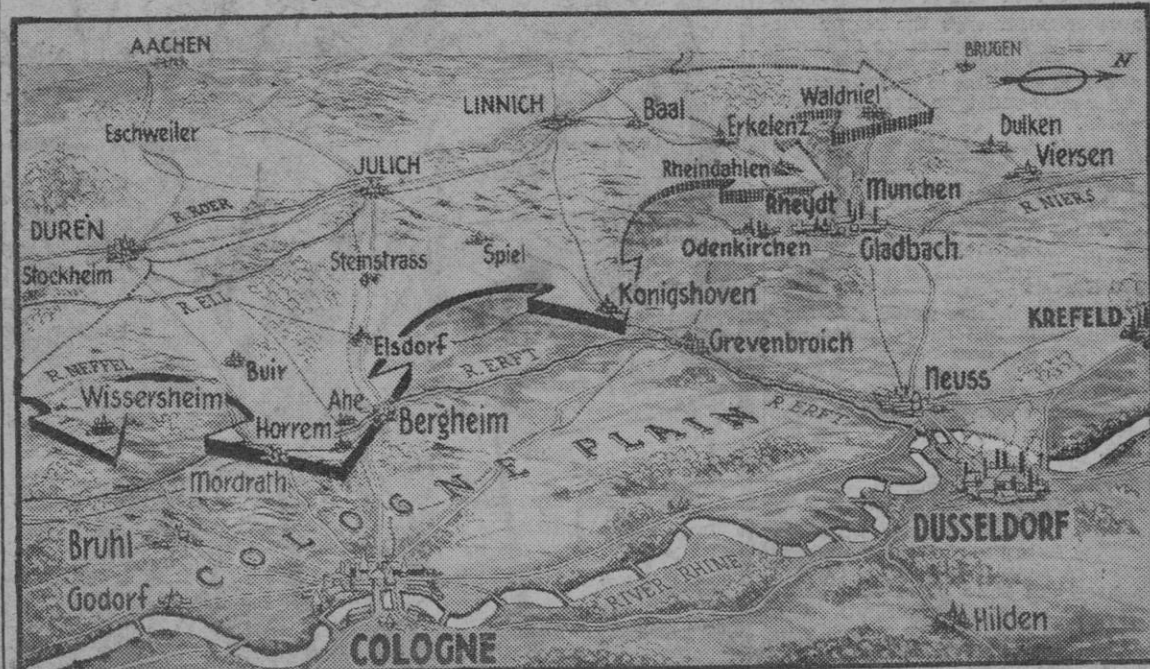 AACHEN
BRUGEN
N
LINNICH
Baal
Waldniel
Eschweiler
Erkelenz
Dulken
Viersen
JULICH
Rheindahlen
Munchen
R. ROER
R. NIERS
DUREN
Rheydt
Odenkirchen
Gladbach
Stockheim
Steinstrass
Spiel
R. ELL
Konigshoven
KREFELD
Elsdorf
Grevenbroich
R. NEFFEL
Buir
R. ERFT
Neuss
Wissersheim
Ahe
Bergheim
R. ERFT
Horrem
Mordrath
COLOGNE PLAIN
Bruhl
DUSSELDORF
Godorf
RIVER RHINE
Hilden
COLOGNE